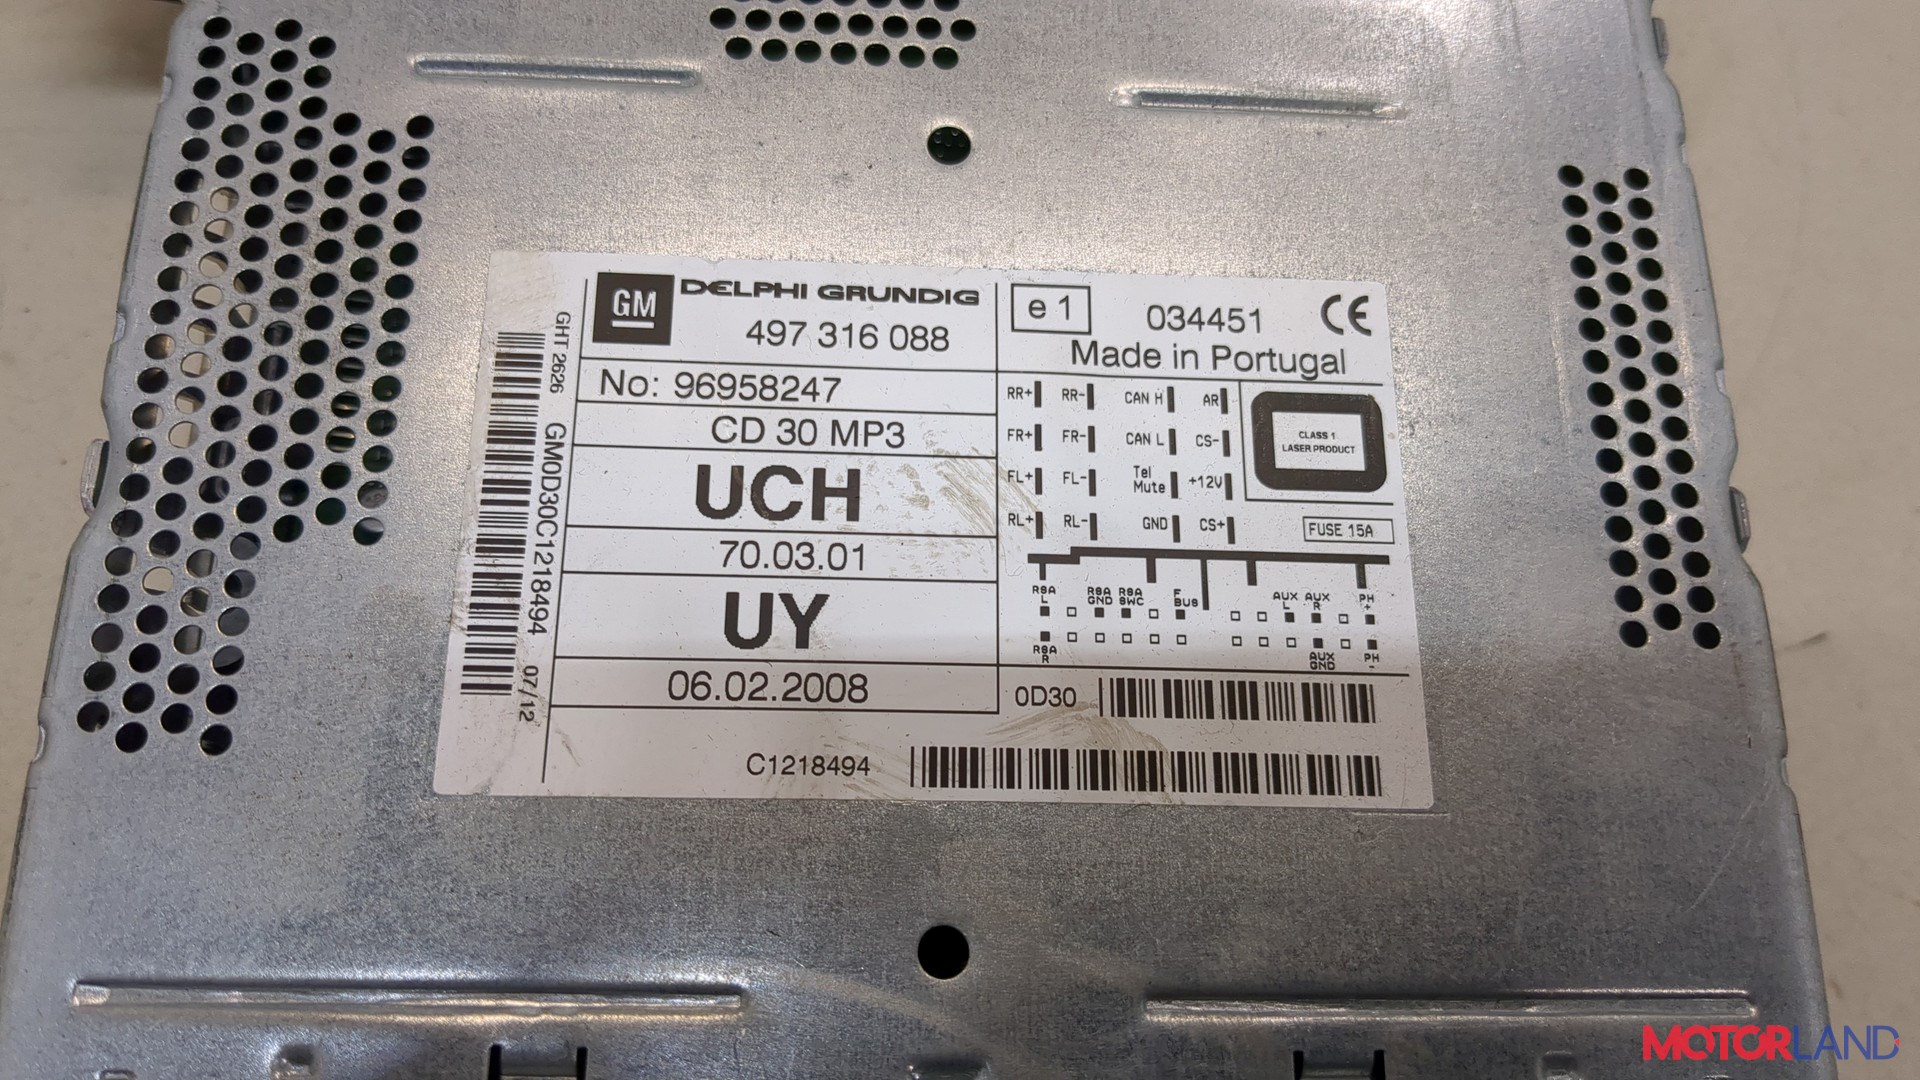 GM DELPHI GRUNDIG
497 316 088
No: 96958247
CD 30 MP3
UCH
70.03.01
UY
06.02.2008
C1218494
GHT 2626 GM0D30C1218494 07/12
e 1 034451 CE
Made in Portugal
RR+ RR- CAN H AR
FR+ FR- CAN L CS-
FL+ FL- Tel Mute +12V
RL+ RL- GND CS+
CLASS 1
LASER PRODUCT
FUSE 15A
RSA L RSA GND RSA SWC F BUS AUX L AUX R PH +
RSA R AUX GND PH -
0D30
MOTORLAND